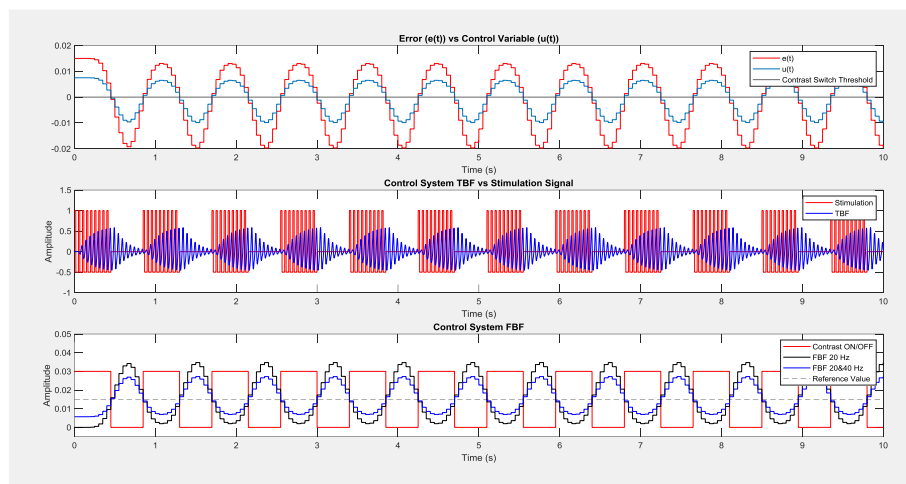 Error (e(t)) vs Control Variable (u(t))
0.02
0.01
0
-0.01
-0.02
e(t)
u(t)
Contrast Switch Threshold
0 1 2 3 4 5 6 7 8 9 10
Time (s)
Control System TBF vs Stimulation Signal
Amplitude
1.5
1
0.5
0
-0.5
-1
Stimulation
TBF
0 1 2 3 4 5 6 7 8 9 10
Time (s)
Control System FBF
Amplitude
0.05
0.04
0.03
0.02
0.01
0
Contrast ON/OFF
FBF 20 Hz
FBF 20&40 Hz
Reference Value
0 1 2 3 4 5 6 7 8 9 10
Time (s)